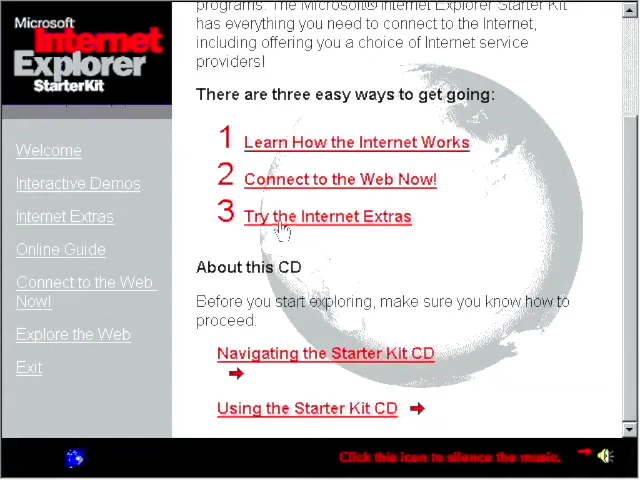 Microsoft
Internet
Explorer
StarterKit
programs. The Microsoft® Internet Explorer Starter Kit
has everything you need to connect to the Internet,
including offering you a choice of Internet service
providers!
There are three easy ways to get going:
1 Learn How the Internet Works
2 Connect to the Web Now!
3 Try the Internet Extras
About this CD
Before you start exploring, make sure you know how to
proceed:
Navigating the Starter Kit CD
Using the Starter Kit CD
Welcome
Interactive Demos
Internet Extras
Online Guide
Connect to the Web
Now!
Explore the Web
Exit
Click this icon to silence the music.